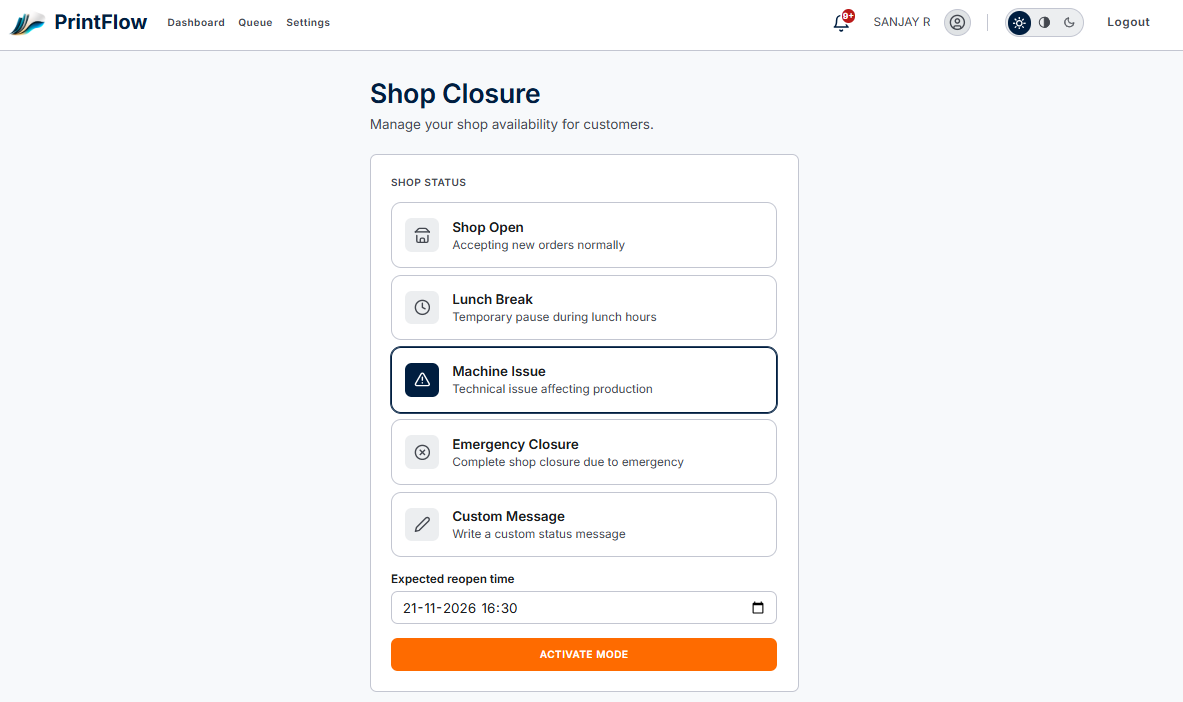 PrintFlow Dashboard Queue Settings 9+ SANJAY R Logout
Shop Closure
Manage your shop availability for customers.
SHOP STATUS
Shop Open
Accepting new orders normally
Lunch Break
Temporary pause during lunch hours
Machine Issue
Technical issue affecting production
Emergency Closure
Complete shop closure due to emergency
Custom Message
Write a custom status message
Expected reopen time
21-11-2026 16:30
ACTIVATE MODE